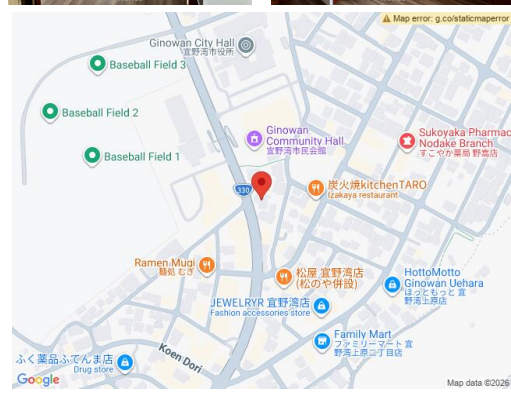 Map error: g.co/staticmaperror
Ginowan City Hall
宜野湾市役所
Baseball Field 3
Baseball Field 2
Baseball Field 1
Ginowan
Community Hall
宜野湾市民会館
Sukoyaka Pharmac
Nodake Branch
すこやか薬局 野嵩店
330
炭火焼kitchenTARO
Izakaya restaurant
Ramen Mugi
麺処 むぎ
松屋 宜野湾店
(松のや併設)
HottoMotto
Ginowan Uehara
ほっともっと 宜
野湾上原店
JEWELRYR 宜野湾店
Fashion accessories store
Family Mart
ファミリーマート 宜
野湾上原二丁目店
Koen Dori
ふく薬品ふてんま店
Drug store
Google
Map data ©2026